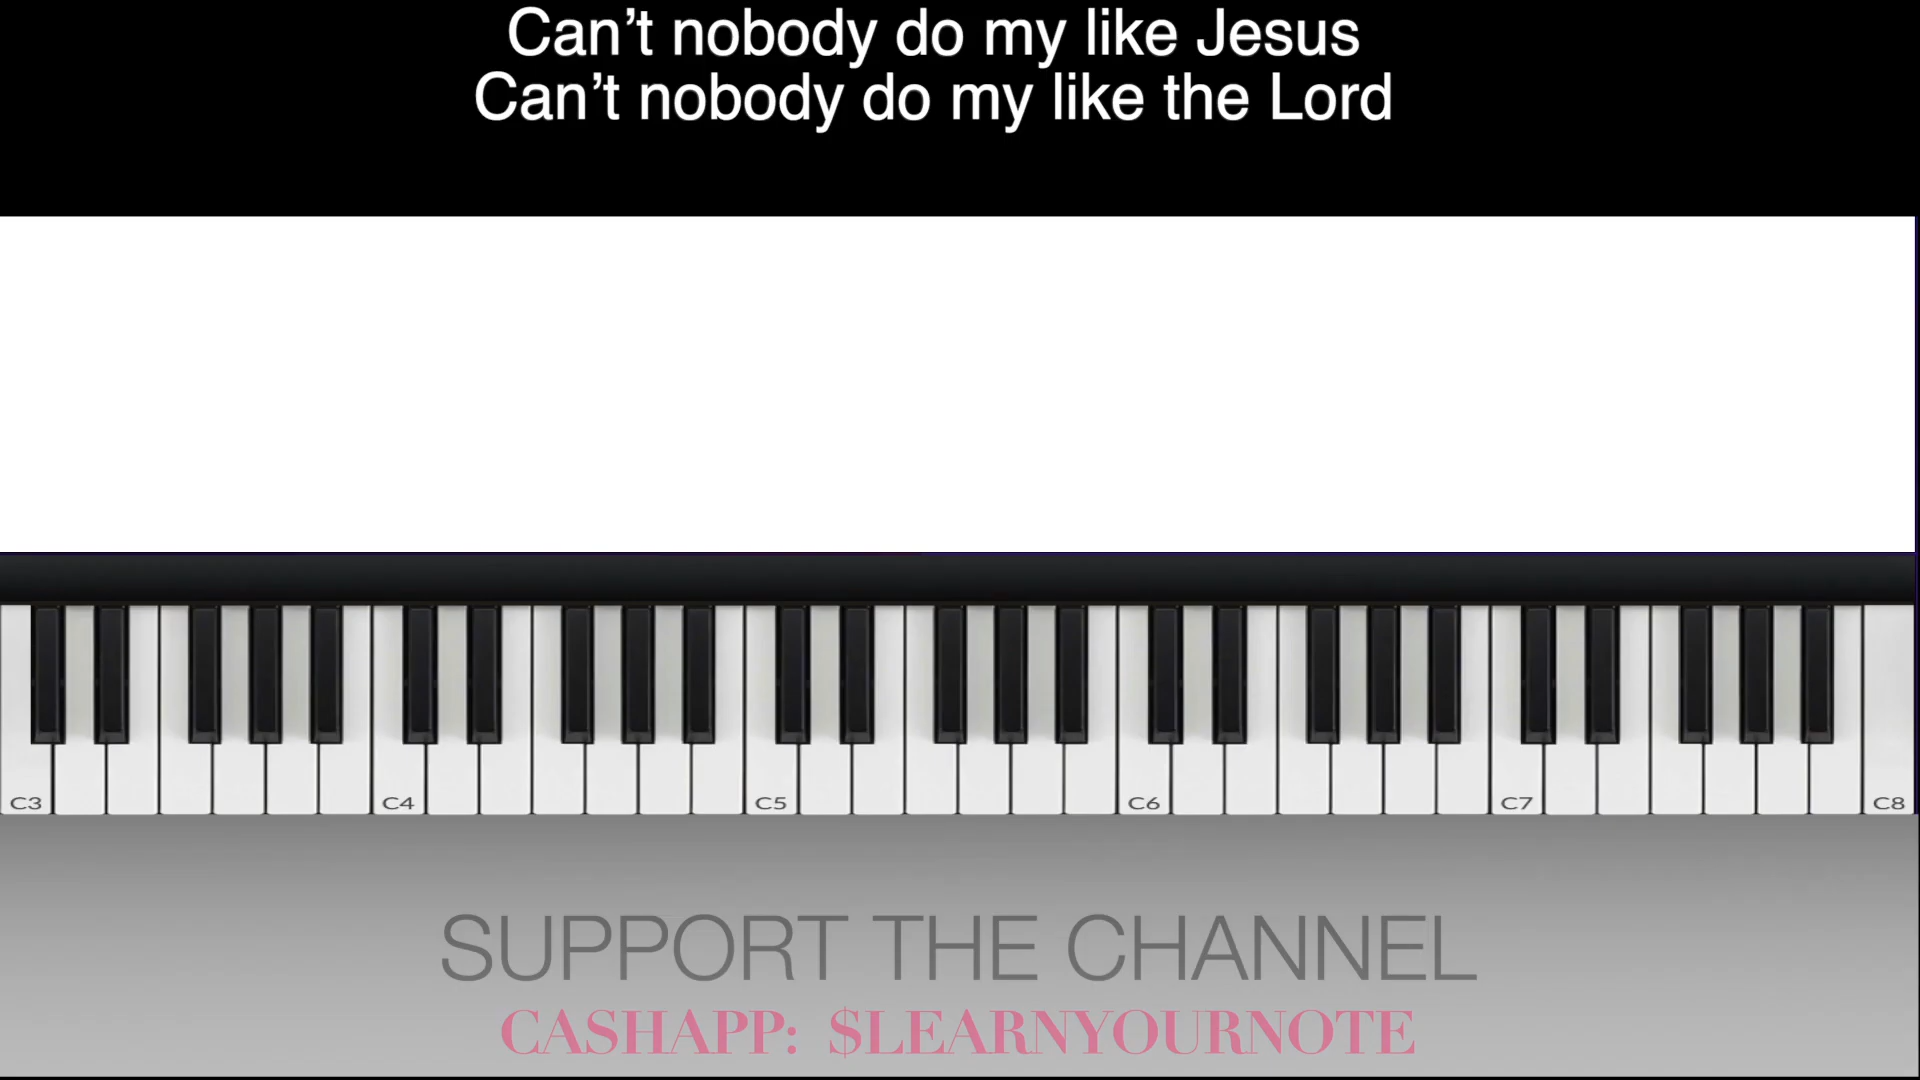 Can’t nobody do my like Jesus
Can’t nobody do my like the Lord
C3 C4 C5 C6 C7 C8
SUPPORT THE CHANNEL
CASHAPP: $LEARNYOURNOTE